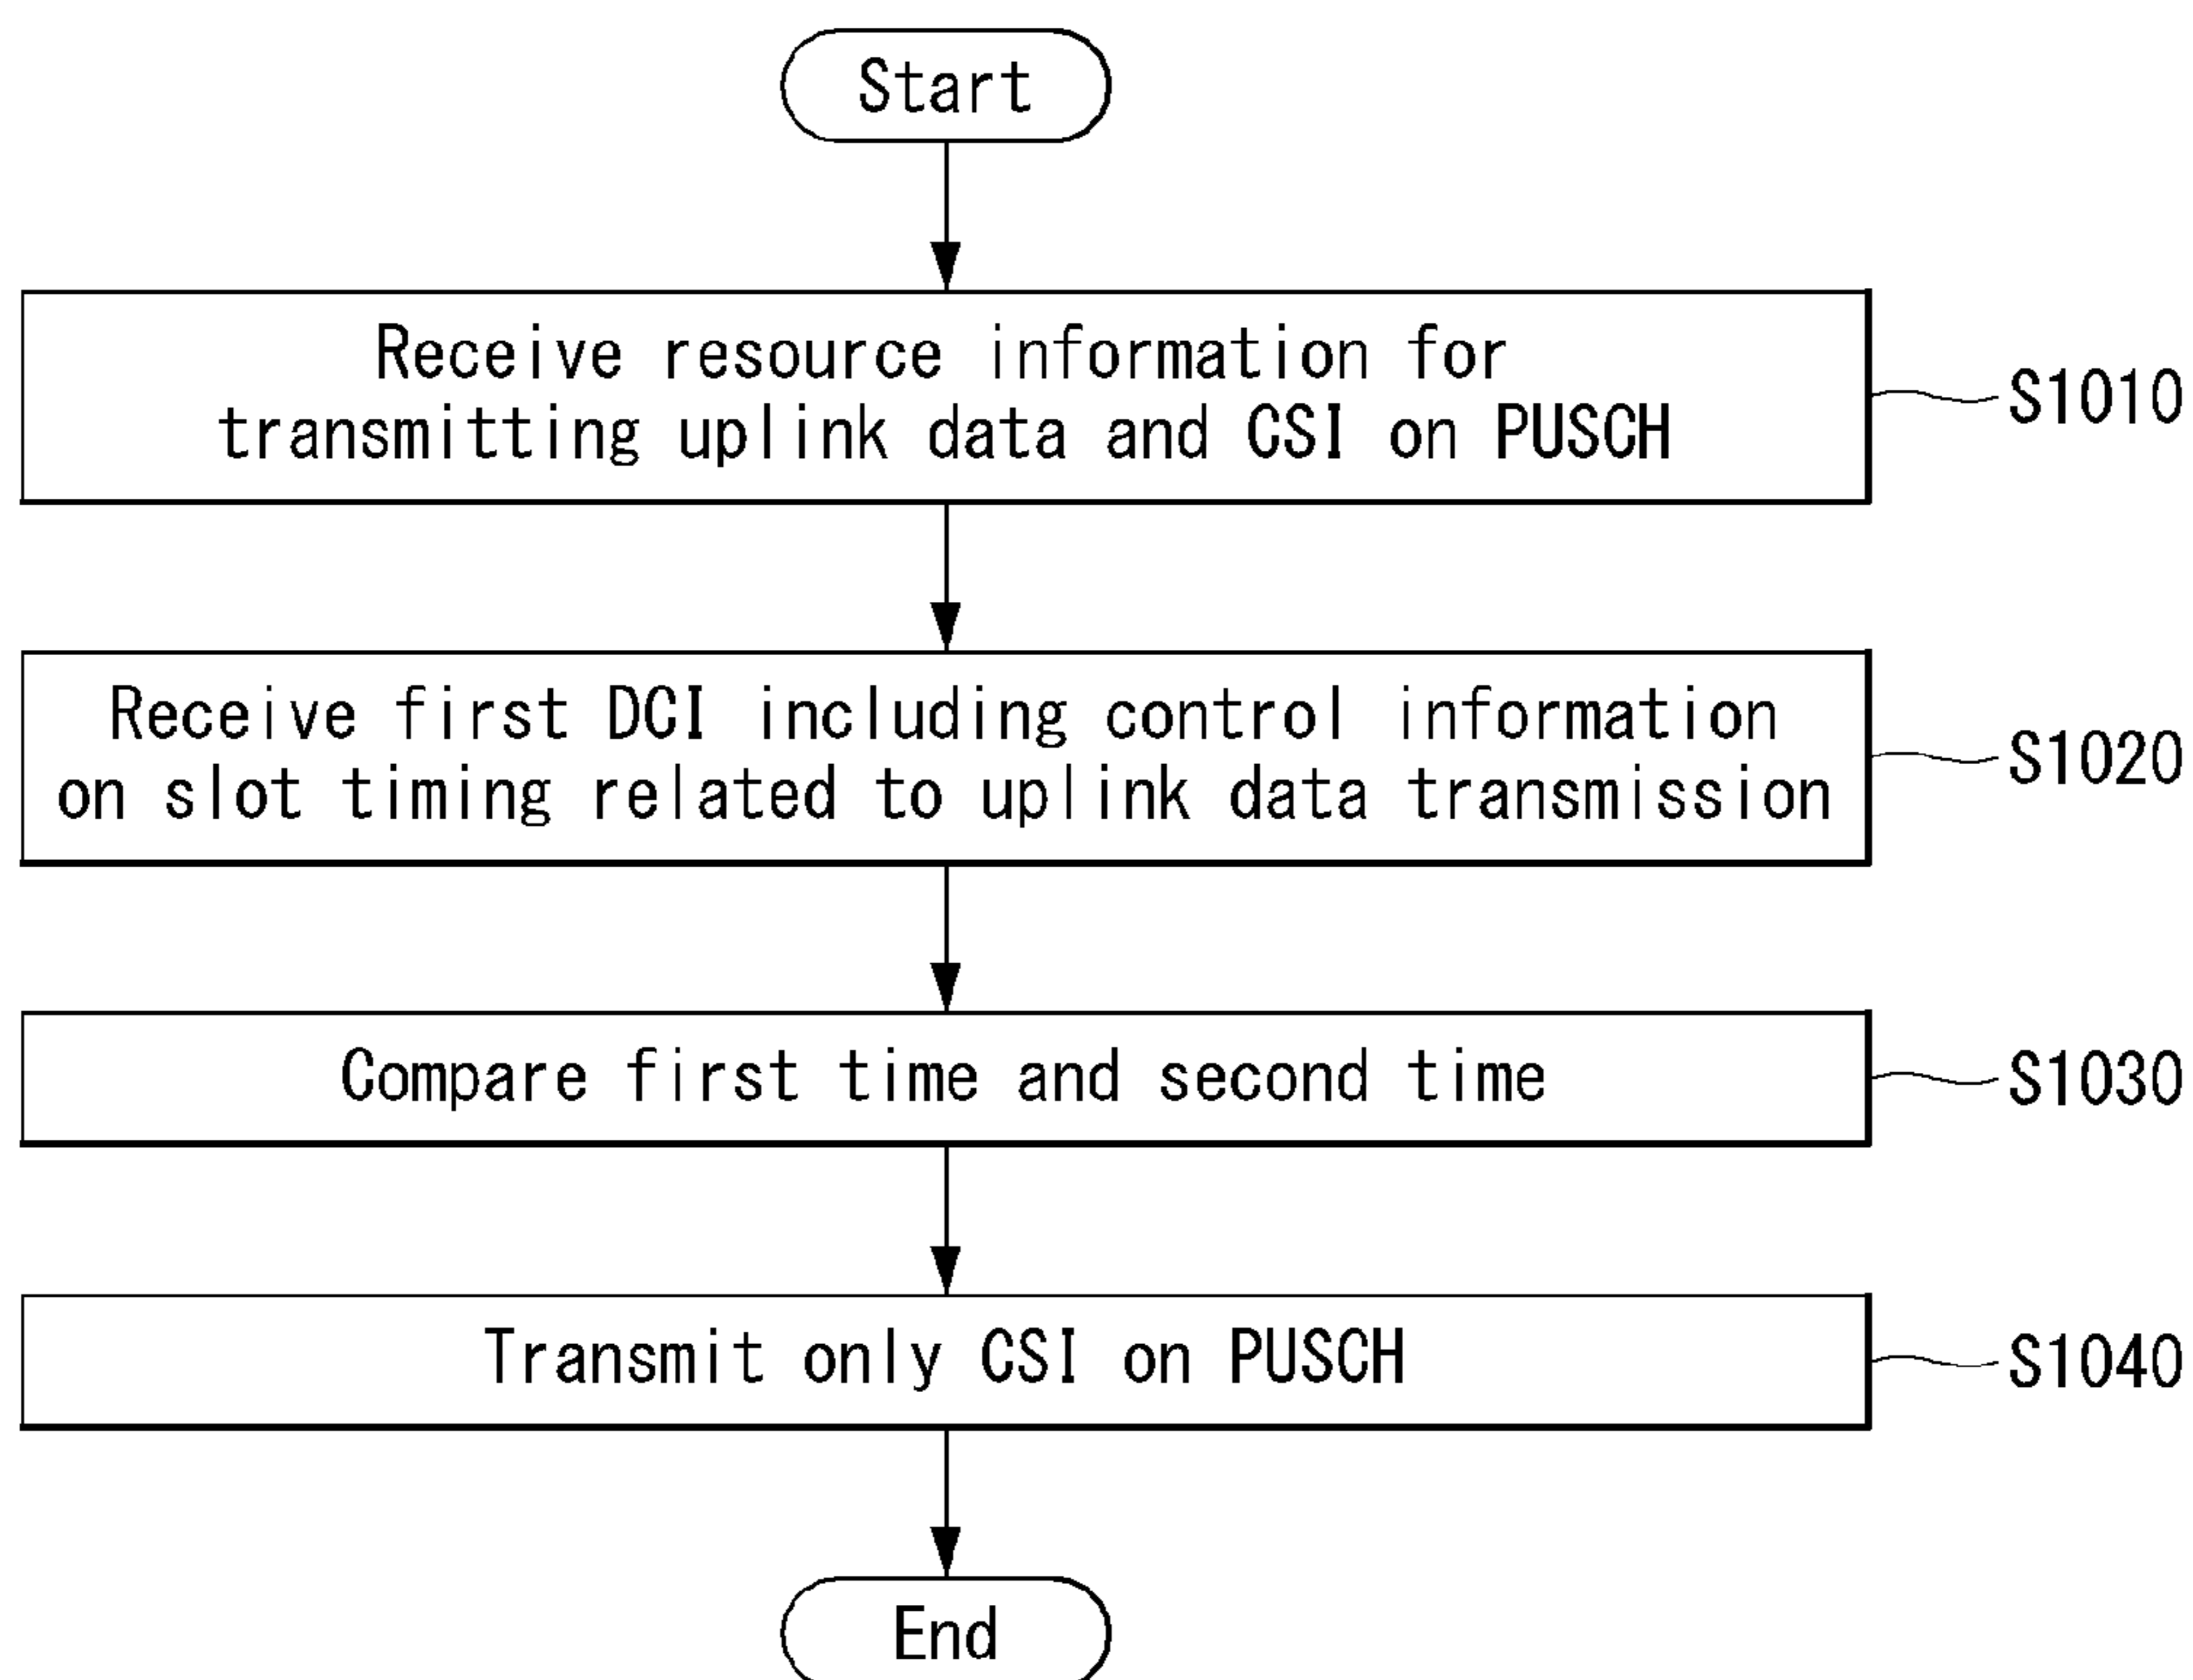 Start
Receive resource information for
transmitting uplink data and CSI on PUSCH
S1010
Receive first DCI including control information
on slot timing related to up ink data transmission
S1020
Compare first time and second time
S1030
Transmit only CSI on PUSCH
S1040
End